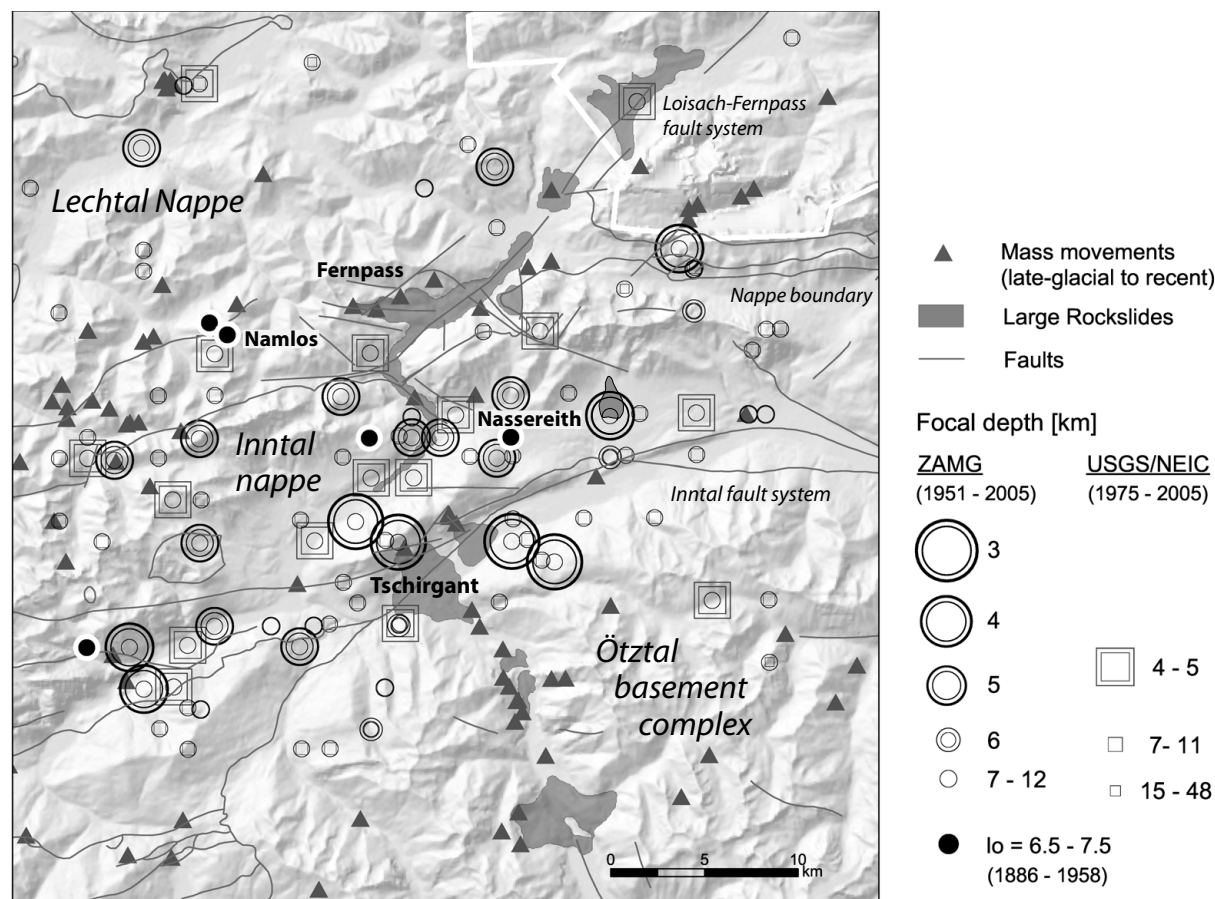 Loisach-Fernpass
fault system
Lechtal Nappe
Fernpass
Nappe boundary
Namlos
Nassereith
Inntal
nappe
Inntal fault system
Tschirgant
Ötztal
basement
complex
0 5 10
km
Mass movements
(late-glacial to recent)
Large Rockslides
Faults
Focal depth [km]
ZAMG USGS/NEIC
(1951 - 2005) (1975 - 2005)
3
4
5 4 - 5
6 7- 11
7 - 12 15 - 48
Io = 6.5 - 7.5
(1886 - 1958)